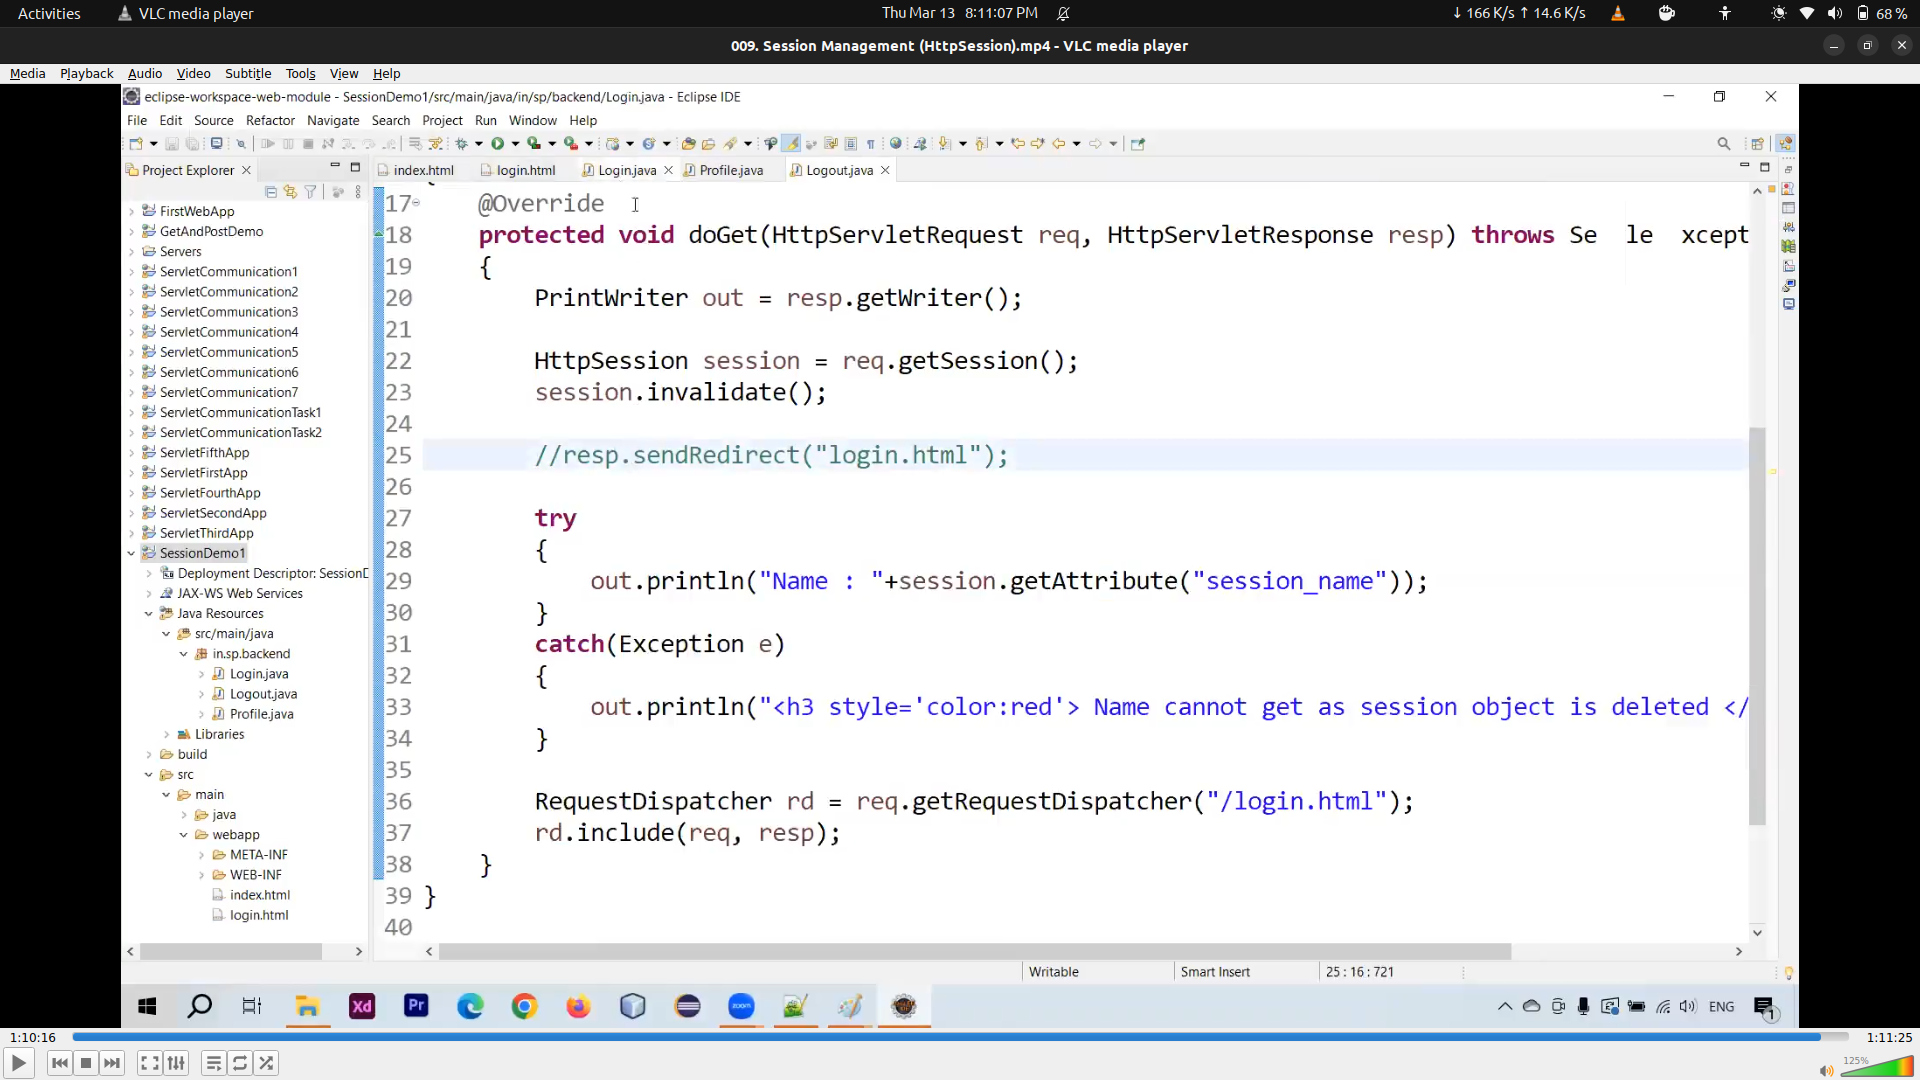 Activities VLC media player Thu Mar 13 8:11:07 PM ↓ 166 K/s ↑ 14.6 K/s 68 %
009. Session Management (HttpSession).mp4 - VLC media player
Media Playback Audio Video Subtitle Tools View Help
eclipse-workspace-web-module - SessionDemo1/src/main/java/in/sp/backend/Login.java - Eclipse IDE
File Edit Source Refactor Navigate Search Project Run Window Help
Project Explorer
index.html login.html Login.java Profile.java Logout.java
FirstWebApp
GetAndPostDemo
Servers
ServletCommunication1
ServletCommunication2
ServletCommunication3
ServletCommunication4
ServletCommunication5
ServletCommunication6
ServletCommunication7
ServletCommunicationTask1
ServletCommunicationTask2
ServletFifthApp
ServletFirstApp
ServletFourthApp
ServletSecondApp
ServletThirdApp
SessionDemo1
Deployment Descriptor: SessionD
JAX-WS Web Services
Java Resources
src/main/java
in.sp.backend
Login.java
Logout.java
Profile.java
Libraries
build
src
main
java
webapp
META-INF
WEB-INF
index.html
login.html
17 @Override
18 protected void doGet(HttpServletRequest req, HttpServletResponse resp) throws Se le xcept
19 {
20 PrintWriter out = resp.getWriter();
21
22 HttpSession session = req.getSession();
23 session.invalidate();
24
25 //resp.sendRedirect("login.html");
26
27 try
28 {
29 out.println("Name : "+session.getAttribute("session_name"));
30 }
31 catch(Exception e)
32 {
33 out.println("<h3 style='color:red'> Name cannot get as session object is deleted </
34 }
35
36 RequestDispatcher rd = req.getRequestDispatcher("/login.html");
37 rd.include(req, resp);
38 }
39 }
40
Writable Smart Insert 25 : 16 : 721
Xd Pr zoom ENG 1
1:10:16 1:11:25
125%